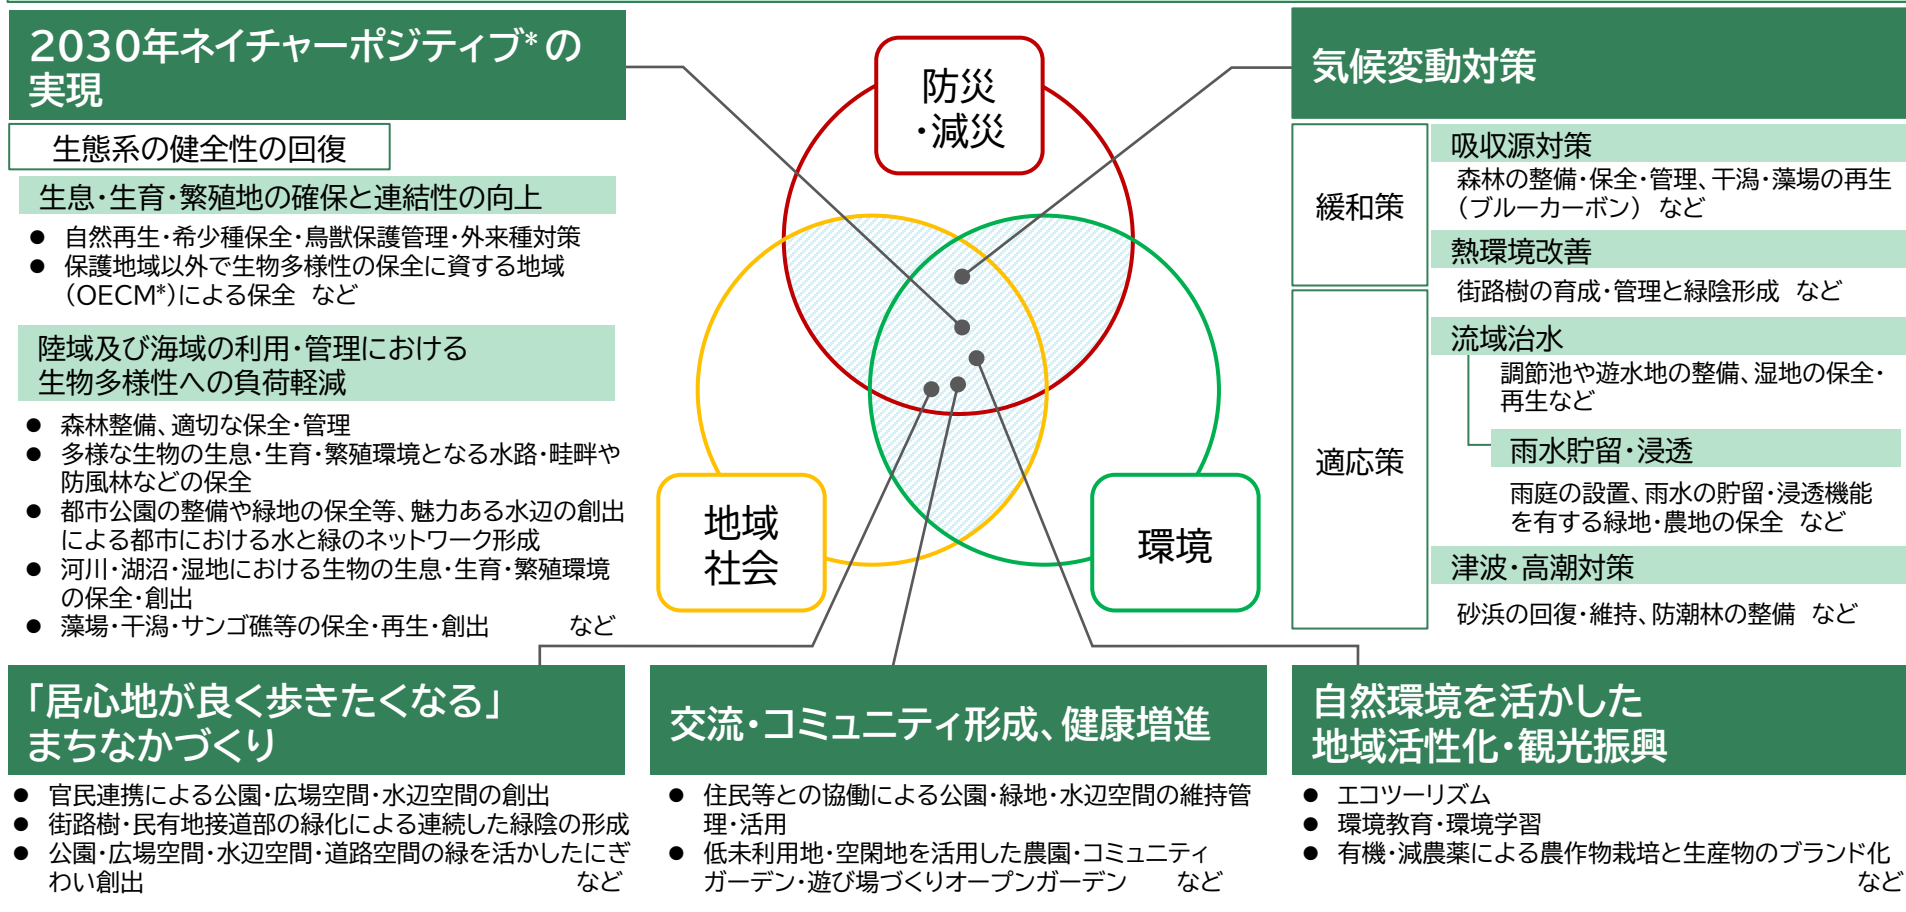 2030年ネイチャーポジティブ*の
実現
生態系の健全性の回復
生息・生育・繁殖地の確保と連結性の向上
● 自然再生・希少種保全・鳥獣保護管理・外来種対策
● 保護地域以外で生物多様性の保全に資する地域
(OECM*)による保全 など
陸域及び海域の利用・管理における
生物多様性への負荷軽減
● 森林整備、適切な保全・管理
● 多様な生物の生息・生育・繁殖環境となる水路・畦畔や
防風林などの保全
● 都市公園の整備や緑地の保全等、魅力ある水辺の創出
による都市における水と緑のネットワーク形成
● 河川・湖沼・湿地における生物の生息・生育・繁殖環境
の保全・創出
● 藻場・干潟・サンゴ礁等の保全・再生・創出 など
防災
・減災
地域
社会
環境
気候変動対策
緩和策
吸収源対策
森林の整備・保全・管理、干潟・藻場の再生
(ブルーカーボン) など
熱環境改善
街路樹の育成・管理と緑陰形成 など
適応策
流域治水
調節池や遊水地の整備、湿地の保全・
再生など
雨水貯留・浸透
雨庭の設置、雨水の貯留・浸透機能
を有する緑地・農地の保全 など
津波・高潮対策
砂浜の回復・維持、防潮林の整備 など
「居心地が良く歩きたくなる」
まちなかづくり
● 官民連携による公園・広場空間・水辺空間の創出
● 街路樹・民有地接道部の緑化による連続した緑陰の形成
● 公園・広場空間・水辺空間・道路空間の緑を活かしたにぎ
わい創出 など
交流・コミュニティ形成、健康増進
● 住民等との協働による公園・緑地・水辺空間の維持管
理・活用
● 低未利用地・空閑地を活用した農園・コミュニティ
ガーデン・遊び場づくりオープンガーデン など
自然環境を活かした
地域活性化・観光振興
● エコツーリズム
● 環境教育・環境学習
● 有機・減農薬による農作物栽培と生産物のブランド化
など